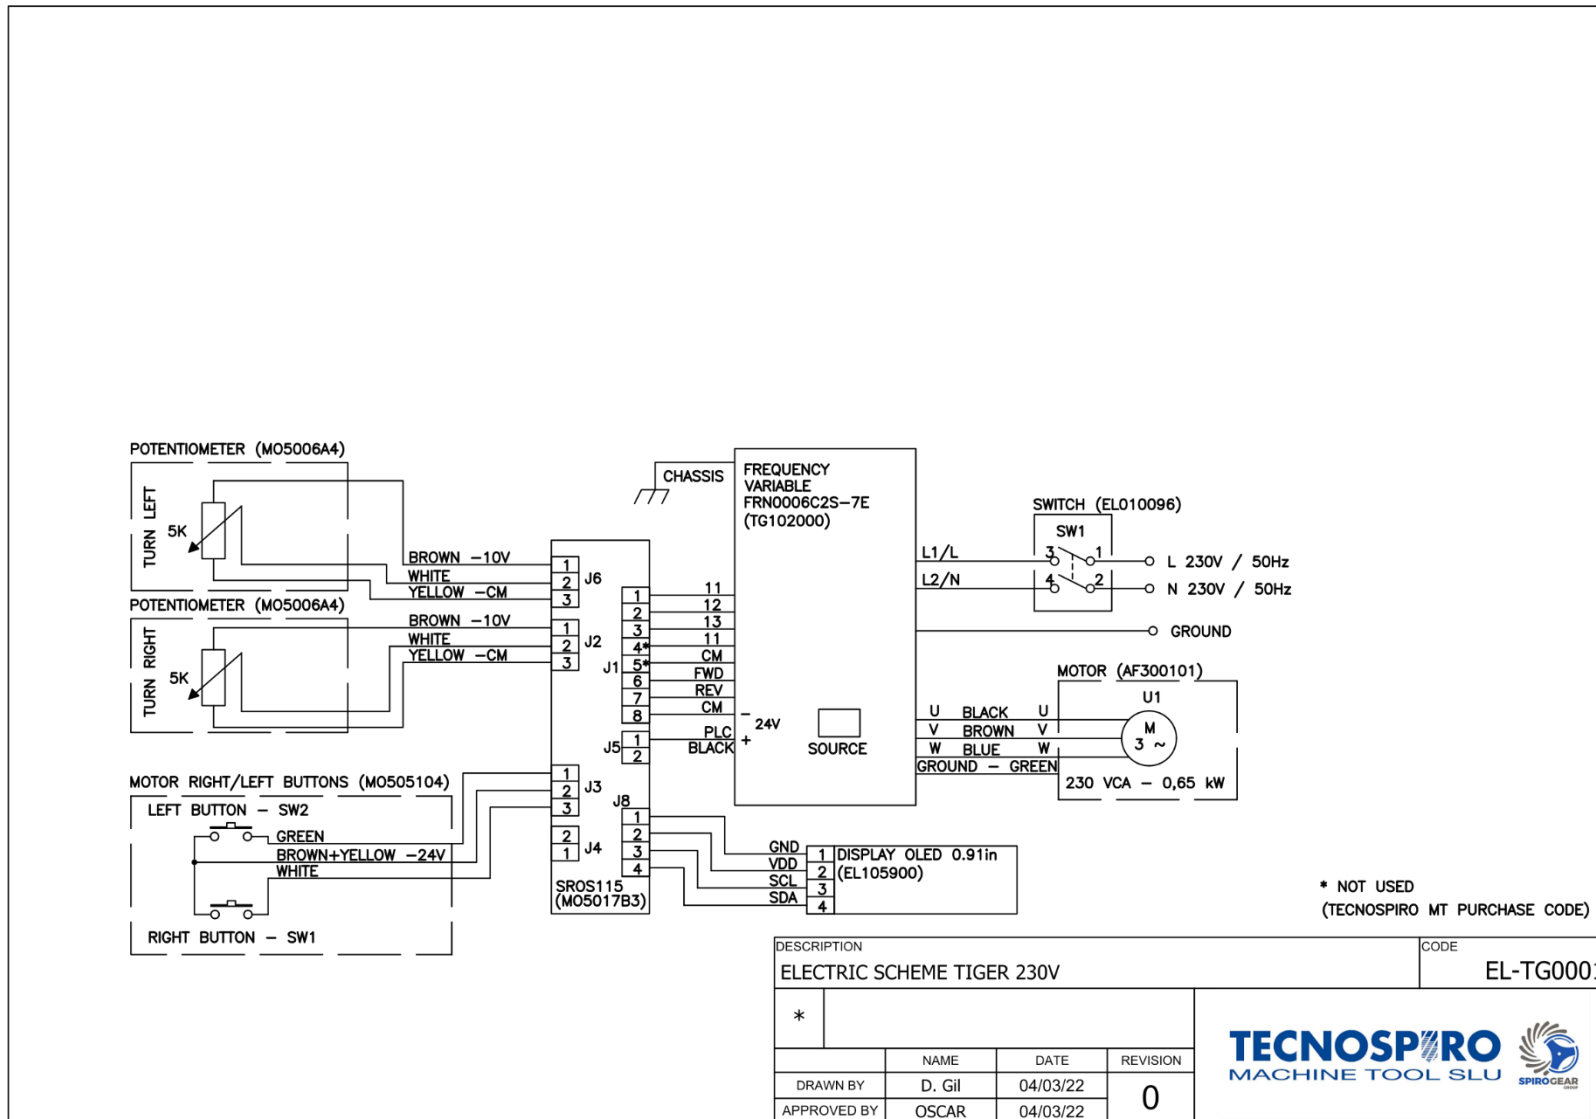 POTENTIOMETER (MO5006A4)
TURN LEFT
5K
BROWN -10V
WHITE
YELLOW -CM
POTENTIOMETER (MO5006A4)
TURN RIGHT
5K
BROWN -10V
WHITE
YELLOW -CM
MOTOR RIGHT/LEFT BUTTONS (MO505104)
LEFT BUTTON - SW2
GREEN
BROWN+YELLOW -24V
WHITE
RIGHT BUTTON - SW1
1
2 J6
3
1
2 J2
3
1
2 J3
3
2
1 J4
J1
1
2
3
4*
5*
6
7
8
J5
1
2
J8
1
2
3
4
SROS115
(MO5017B3)
CHASSIS
11
12
13
11
CM
FWD
REV
CM
PLC
BLACK
- 24V
+
FREQUENCY
VARIABLE
FRN0006C2S-7E
(TG102000)
SOURCE
GND
VDD
SCL
SDA
1
2
3
4
DISPLAY OLED 0.91in
(EL105900)
SWITCH (EL010096)
SW1
L1/L 3 1 L 230V / 50Hz
L2/N 4 2 N 230V / 50Hz
GROUND
MOTOR (AF300101)
U1
U BLACK U
V BROWN V
W BLUE W
GROUND - GREEN
M
3 ~
230 VCA - 0,65 kW
* NOT USED
(TECNOSPIRO MT PURCHASE CODE)
DESCRIPTION
ELECTRIC SCHEME TIGER 230V
CODE
EL-TG000
*
NAME DATE REVISION
DRAWN BY D. Gil 04/03/22
APPROVED BY OSCAR 04/03/22
0
TECNOSPIRO
MACHINE TOOL SLU
SPIROGEAR